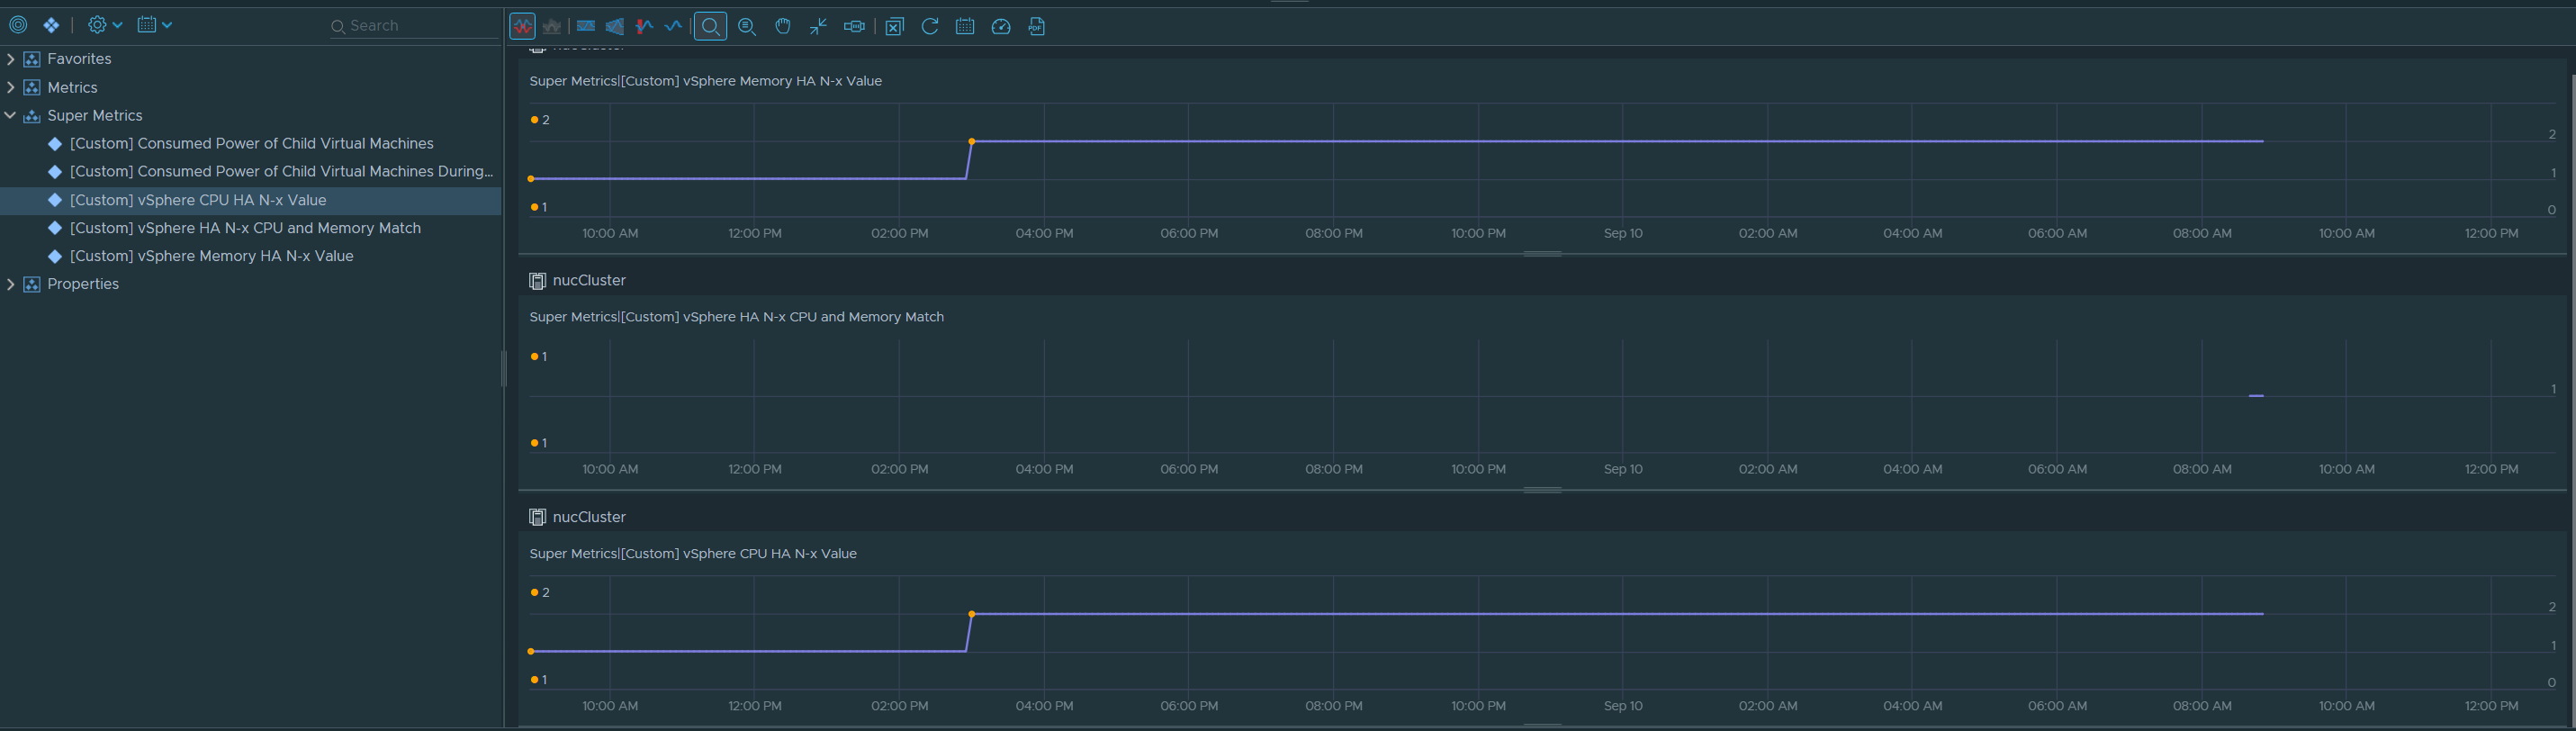 Search
Favorites
Metrics
Super Metrics
[Custom] Consumed Power of Child Virtual Machines
[Custom] Consumed Power of Child Virtual Machines During...
[Custom] vSphere CPU HA N-x Value
[Custom] vSphere HA N-x CPU and Memory Match
[Custom] vSphere Memory HA N-x Value
Properties
PDF
nucCluster
Super Metrics|[Custom] vSphere Memory HA N-x Value
2
2
1
1
0
10:00 AM 12:00 PM 02:00 PM 04:00 PM 06:00 PM 08:00 PM 10:00 PM Sep 10 02:00 AM 04:00 AM 06:00 AM 08:00 AM 10:00 AM 12:00 PM
nucCluster
Super Metrics|[Custom] vSphere HA N-x CPU and Memory Match
1
1
1
10:00 AM 12:00 PM 02:00 PM 04:00 PM 06:00 PM 08:00 PM 10:00 PM Sep 10 02:00 AM 04:00 AM 06:00 AM 08:00 AM 10:00 AM 12:00 PM
nucCluster
Super Metrics|[Custom] vSphere CPU HA N-x Value
2
2
1
1
0
10:00 AM 12:00 PM 02:00 PM 04:00 PM 06:00 PM 08:00 PM 10:00 PM Sep 10 02:00 AM 04:00 AM 06:00 AM 08:00 AM 10:00 AM 12:00 PM